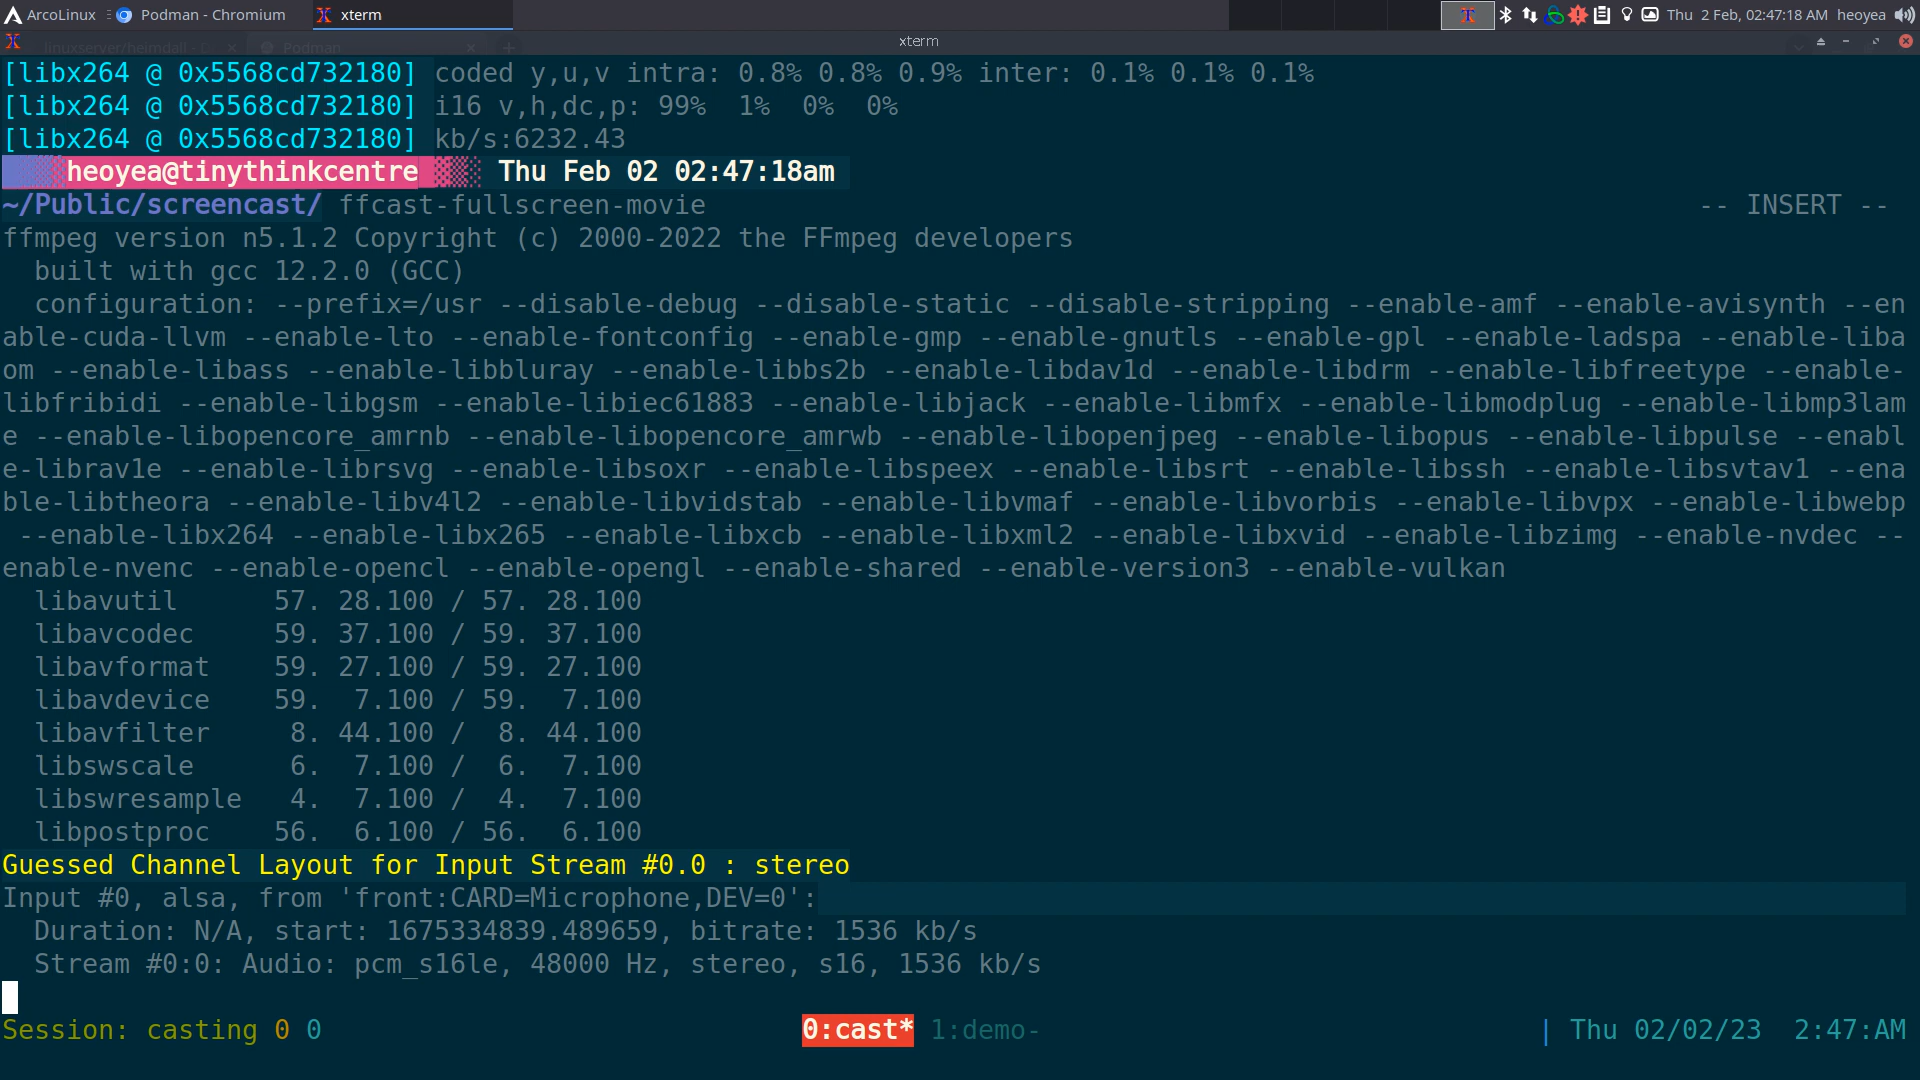 ArcoLinux Podman - Chromium xterm Thu 2 Feb, 02:47:18 AM heoyea
linuxserver/heimdall - Podman xterm
[libx264 @ 0x5568cd732180] coded y,u,v intra: 0.8% 0.8% 0.9% inter: 0.1% 0.1% 0.1%
[libx264 @ 0x5568cd732180] i16 v,h,dc,p: 99%  1%  0%  0%
[libx264 @ 0x5568cd732180] kb/s:6232.43
heoyea@tinythinkcentre Thu Feb 02 02:47:18am
~/Public/screencast/ ffcast-fullscreen-movie -- INSERT --
ffmpeg version n5.1.2 Copyright (c) 2000-2022 the FFmpeg developers
  built with gcc 12.2.0 (GCC)
  configuration: --prefix=/usr --disable-debug --disable-static --disable-stripping --enable-amf --enable-avisynth --en
able-cuda-llvm --enable-lto --enable-fontconfig --enable-gmp --enable-gnutls --enable-gpl --enable-ladspa --enable-liba
om --enable-libass --enable-libbluray --enable-libbs2b --enable-libdav1d --enable-libdrm --enable-libfreetype --enable-
libfribidi --enable-libgsm --enable-libiec61883 --enable-libjack --enable-libmfx --enable-libmodplug --enable-libmp3lam
e --enable-libopencore_amrnb --enable-libopencore_amrwb --enable-libopenjpeg --enable-libopus --enable-libpulse --enabl
e-librav1e --enable-librsvg --enable-libsoxr --enable-libspeex --enable-libsrt --enable-libssh --enable-libsvtav1 --ena
ble-libtheora --enable-libv4l2 --enable-libvidstab --enable-libvmaf --enable-libvorbis --enable-libvpx --enable-libwebp
 --enable-libx264 --enable-libx265 --enable-libxcb --enable-libxml2 --enable-libxvid --enable-libzimg --enable-nvdec --
enable-nvenc --enable-opencl --enable-opengl --enable-shared --enable-version3 --enable-vulkan
  libavutil      57. 28.100 / 57. 28.100
  libavcodec     59. 37.100 / 59. 37.100
  libavformat    59. 27.100 / 59. 27.100
  libavdevice    59.  7.100 / 59.  7.100
  libavfilter     8. 44.100 /  8. 44.100
  libswscale      6.  7.100 /  6.  7.100
  libswresample   4.  7.100 /  4.  7.100
  libpostproc    56.  6.100 / 56.  6.100
Guessed Channel Layout for Input Stream #0.0 : stereo
Input #0, alsa, from 'front:CARD=Microphone,DEV=0':
  Duration: N/A, start: 1675334839.489659, bitrate: 1536 kb/s
  Stream #0:0: Audio: pcm_s16le, 48000 Hz, stereo, s16, 1536 kb/s
Session: casting 0 0 0:cast* 1:demo- | Thu 02/02/23  2:47:AM